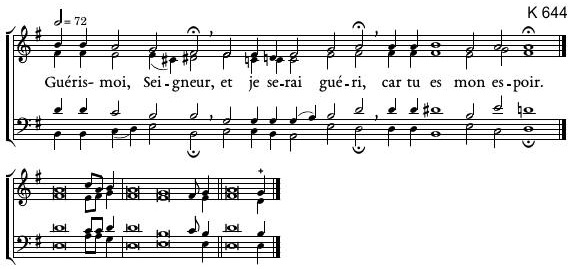 K 644
= 72
Guéris- moi, Sei - gneur, et je se-rai gué - ri, car tu es mon es - poir.